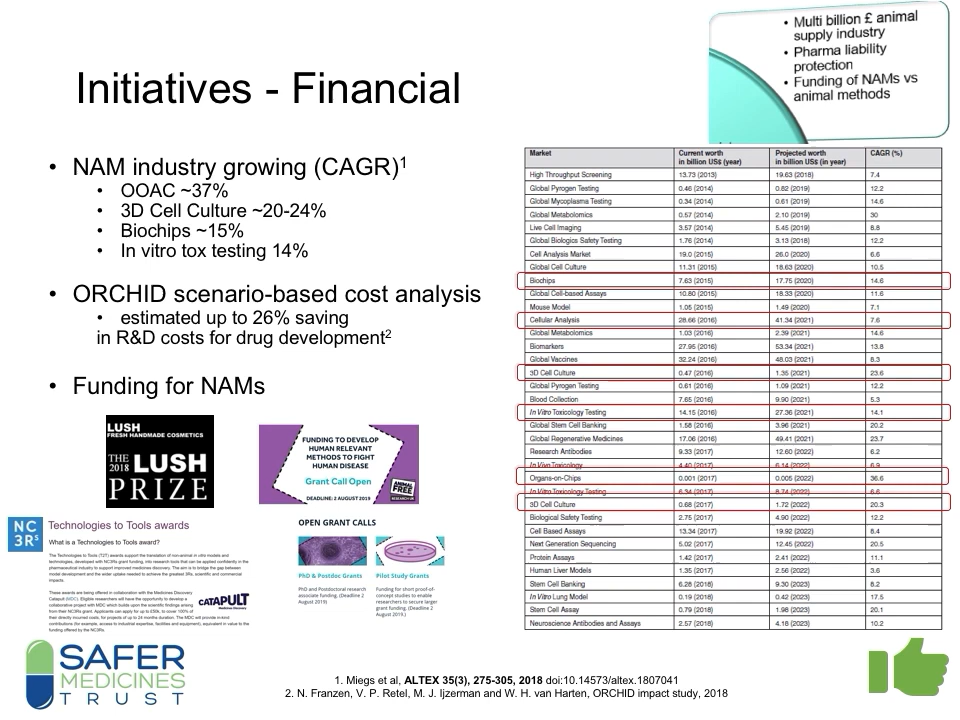 • Multi billion £ animal
supply industry
• Pharma liability
protection
• Funding of NAMs vs
animal methods
Initiatives - Financial
• NAM industry growing (CAGR)1
• OOAC ~37%
• 3D Cell Culture ~20-24%
• Biochips ~15%
• In vitro tox testing 14%
• ORCHID scenario-based cost analysis
• estimated up to 26% saving
in R&D costs for drug development2
• Funding for NAMs
LUSH
FRESH HANDMADE COSMETICS
THE
2018 LUSH
PRIZE
FUNDING TO DEVELOP
HUMAN RELEVANT
METHODS TO FIGHT
HUMAN DISEASE
Grant Call Open
DEADLINE: 2 AUGUST 2019
ANIMAL
FREE
RESEARCH UK
NC
3Rs
Technologies to Tools awards
What is a Technologies to Tools award?
The Technologies to Tools (T2T) awards support the translation of non-animal in vitro models and
technologies, developed with NC3Rs grant funding, into research tools that can be applied confidently in the
pharmaceutical industry to support improved medicines discovery. The aim is to bridge the gap between
model development and the wider uptake needed to achieve the greatest 3Rs, scientific and commercial
impacts.
These awards are being offered in collaboration with the Medicines Discovery
Catapult (MDC). Eligible researchers will have the opportunity to develop a
collaborative project with MDC which builds upon the scientific findings arising
from their NC3Rs grant. Applicants can apply for up to £50k, to cover 100% of
their directly incurred costs, for projects of up to 24 months duration. The MDC will provide in-kind
contributions (for example, access to industrial expertise, facilities and equipment), equivalent in value to the
funding offered by the NC3Rs.
CATAPULT
Medicines Discovery
OPEN GRANT CALLS
PhD & Postdoc Grants
PhD and Postdoctoral research
associate funding. (Deadline 2
August 2019)
Pilot Study Grants
Funding for short proof-of-
concept studies to enable
researchers to secure larger
grant funding. (Deadline 2
August 2019.)
Market Current worth in billion US$ (year) Projected worth in billion US$ (in year) CAGR (%)
High Throughput Screening 13.73 (2013) 19.63 (2018) 7.4
Global Pyrogen Testing 0.46 (2014) 0.82 (2019) 12.2
Global Mycoplasma Testing 0.34 (2014) 0.61 (2019) 14.6
Global Metabolomics 0.57 (2014) 2.10 (2019) 30
Live Cell Imaging 3.57 (2014) 5.45 (2019) 8.8
Global Biologics Safety Testing 1.76 (2014) 3.13 (2018) 12.2
Cell Analysis Market 19.0 (2015) 26.0 (2020) 6.6
Global Cell Culture 11.31 (2015) 18.63 (2020) 10.5
Biochips 7.63 (2015) 17.75 (2020) 14.6
Global Cell-based Assays 10.80 (2015) 18.33 (2020) 11.6
Mouse Model 1.05 (2015) 1.49 (2020) 7.1
Cellular Analysis 28.66 (2016) 41.34 (2021) 7.6
Global Metabolomics 1.03 (2016) 2.39 (2021) 14.6
Biomarkers 27.95 (2016) 53.34 (2021) 13.8
Global Vaccines 32.24 (2016) 48.03 (2021) 8.3
3D Cell Culture 0.47 (2016) 1.35 (2021) 23.6
Global Pyrogen Testing 0.61 (2016) 1.09 (2021) 12.2
Blood Collection 7.65 (2016) 9.90 (2021) 5.3
In Vitro Toxicology Testing 14.15 (2016) 27.36 (2021) 14.1
Global Stem Cell Banking 1.58 (2016) 3.96 (2021) 20.2
Global Regenerative Medicines 17.06 (2016) 49.41 (2021) 23.7
Research Antibodies 9.33 (2017) 12.60 (2022) 6.2
In Vivo Toxicology 4.40 (2017) 6.14 (2022) 6.9
Organs-on-Chips 0.001 (2017) 0.005 (2022) 36.6
In Vitro Toxicology Testing 6.34 (2017) 8.74 (2022) 6.6
3D Cell Culture 0.68 (2017) 1.72 (2022) 20.3
Biological Safety Testing 2.75 (2017) 4.90 (2022) 12.2
Cell Based Assays 13.34 (2017) 19.92 (2022) 8.4
Next Generation Sequencing 5.02 (2017) 12.45 (2022) 20.5
Protein Assays 1.42 (2017) 2.41 (2022) 11.1
Human Liver Models 1.35 (2017) 2.56 (2022) 3.6
Stem Cell Banking 6.28 (2018) 9.30 (2023) 8.2
In Vitro Lung Model 0.19 (2018) 0.42 (2023) 17.5
Stem Cell Assay 0.79 (2018) 1.98 (2023) 20.1
Neuroscience Antibodies and Assays 2.57 (2018) 4.18 (2023) 10.2
SAFER
MEDICINES
TRUST
1. Miegs et al, ALTEX 35(3), 275-305, 2018 doi:10.14573/altex.1807041
2. N. Franzen, V. P. Retel, M. J. Ijzerman and W. H. van Harten, ORCHID impact study, 2018